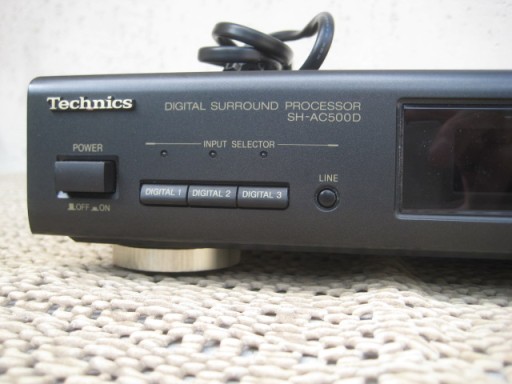 Technics
DIGITAL SURROUND PROCESSOR
SH-AC500D
POWER
INPUT SELECTOR
DIGITAL 1 DIGITAL 2 DIGITAL 3
LINE
OFF ON